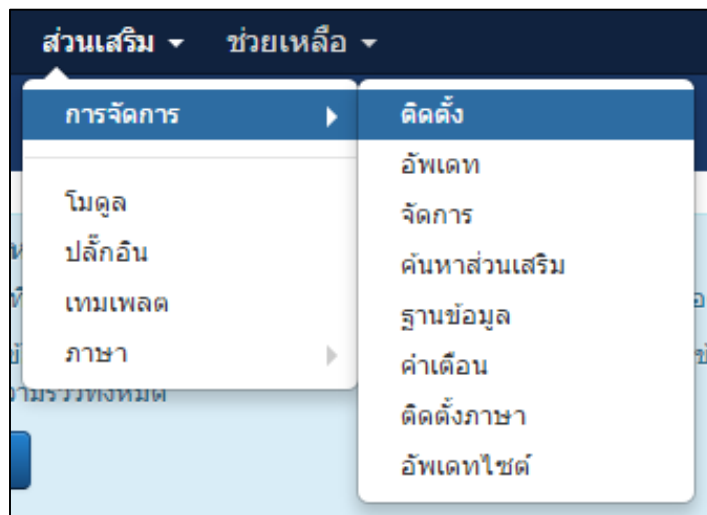 ส่วนเสริม ช่วยเหลือ
การจัดการ
โมดูล
ปลั๊กอิน
เทมเพลต
ภาษา
ติดตั้ง
อัพเดท
จัดการ
ค้นหาส่วนเสริม
ฐานข้อมูล
คำเตือน
ติดตั้งภาษา
อัพเดทไซต์